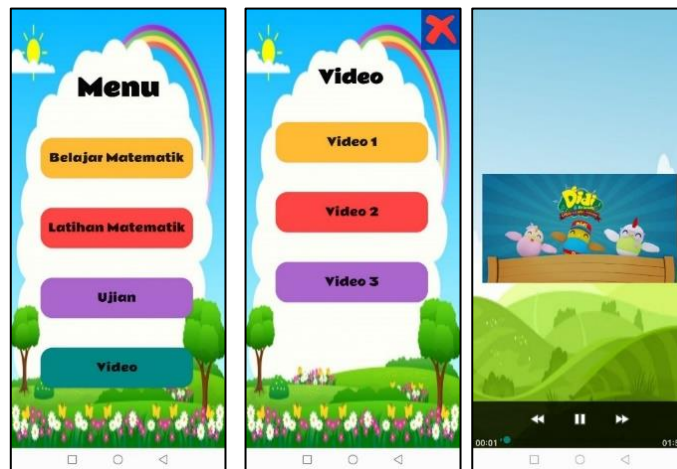 Menu
Belajar Matematik
Latihan Matematik
Ujian
Video
Video
Video 1
Video 2
Video 3
Didi
00:01